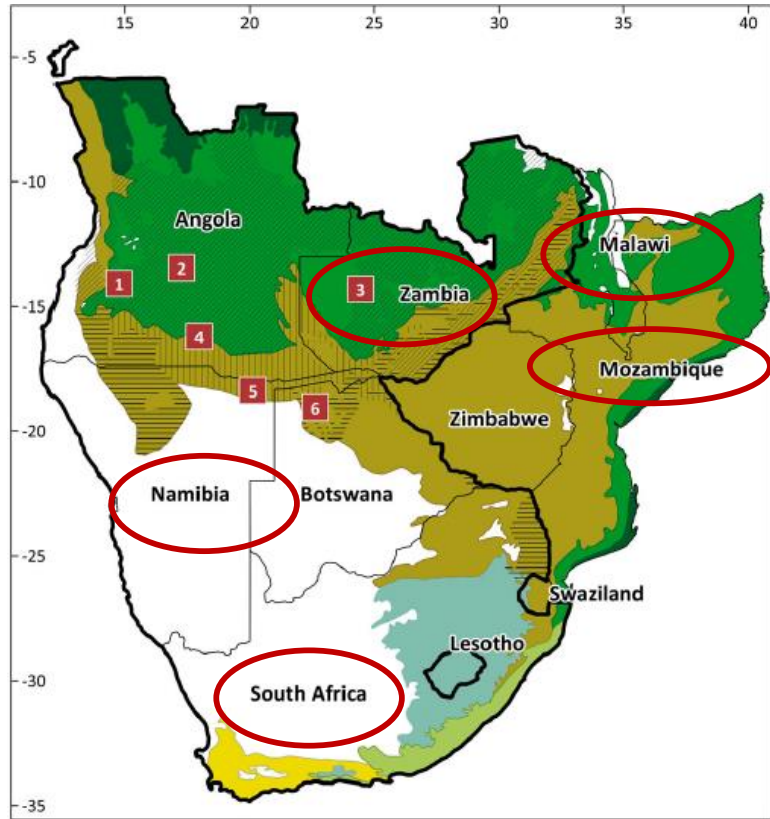 15 20 25 30 35 40
-5
-10
Angola
Malawi
1 2 3
Zambia
-15
4
Mozambique
5 6
Zimbabwe
-20
Namibia Botswana
-25
Swaziland
Lesotho
-30
South Africa
-35